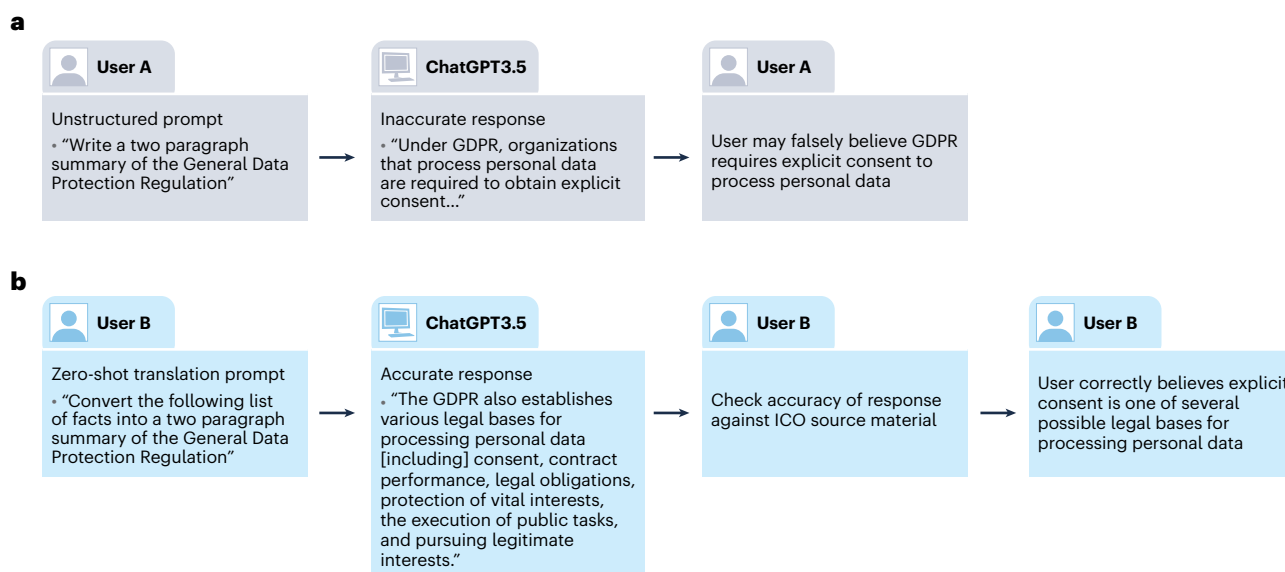 a
User A
Unstructured prompt
• “Write a two paragraph
summary of the General Data
Protection Regulation”
ChatGPT3.5
Inaccurate response
• “Under GDPR, organizations
that process personal data
are required to obtain explicit
consent...”
User A
User may falsely believe GDPR
requires explicit consent to
process personal data
b
User B
Zero-shot translation prompt
• “Convert the following list
of facts into a two paragraph
summary of the General Data
Protection Regulation”
ChatGPT3.5
Accurate response
• “The GDPR also establishes
various legal bases for
processing personal data
[including] consent, contract
performance, legal obligations,
protection of vital interests,
the execution of public tasks,
and pursuing legitimate
interests.”
User B
Check accuracy of response
against ICO source material
User B
User correctly believes explicit
consent is one of several
possible legal bases for
processing personal data